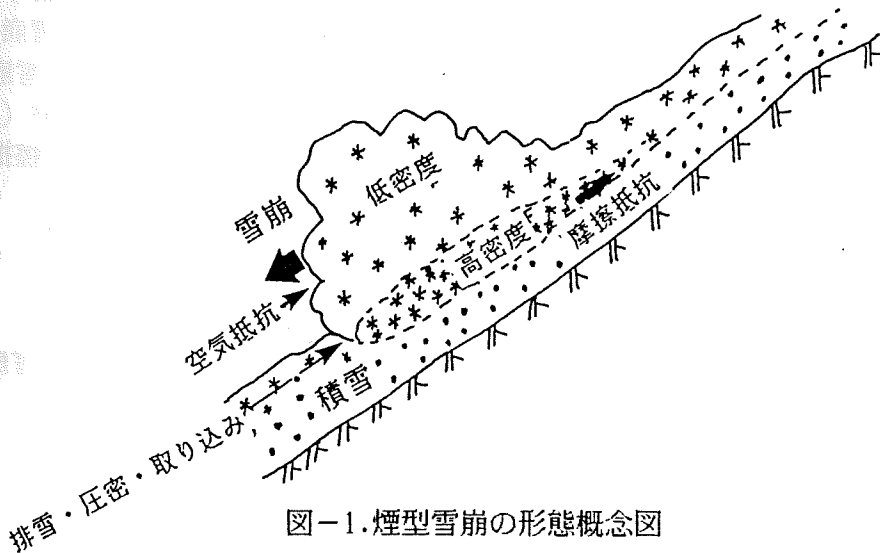 雪崩
低密度
高密度
F
摩擦抵抗
空気抵抗
積雪
排雪・圧密・取り込み
図－1.煙型雪崩の形態概念図